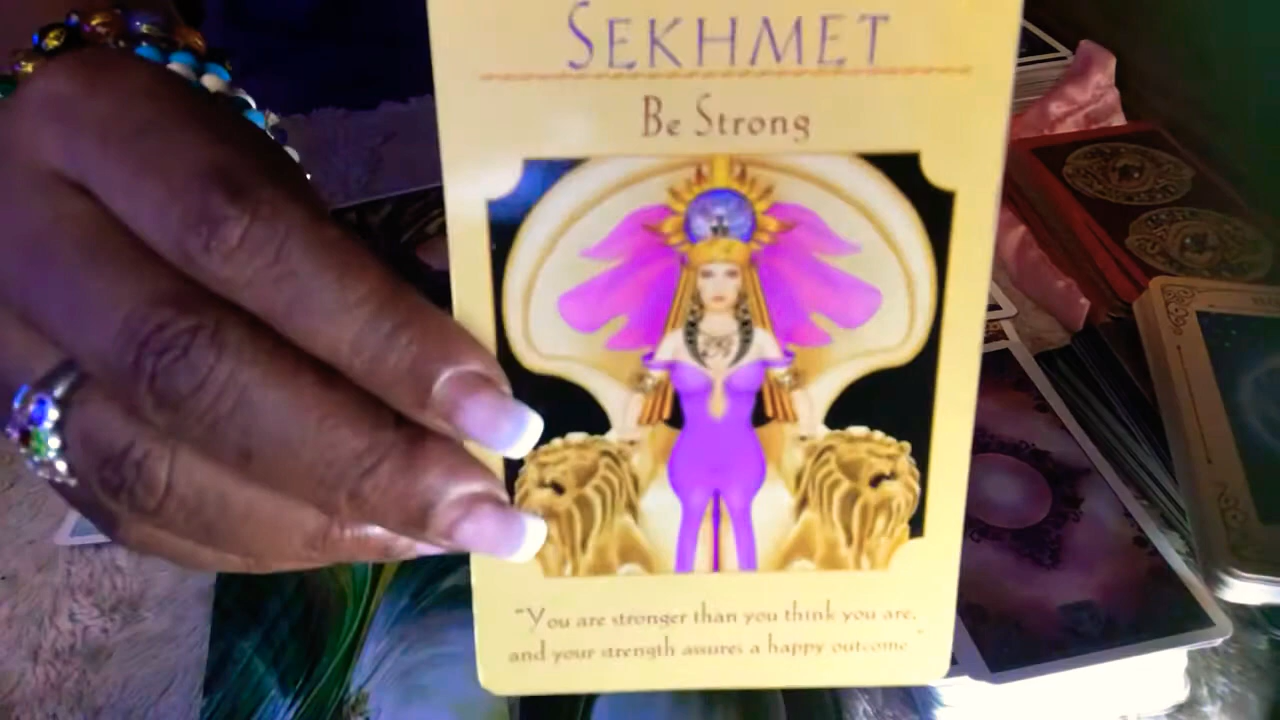 SEKHMET
Be Strong
"You are stronger than you think you are,
and your strength assures a happy outcome"